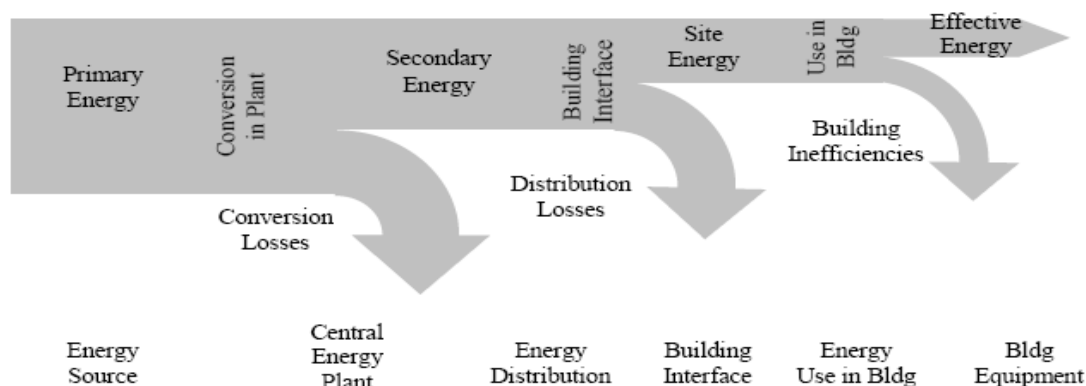 Primary
Energy
Conversion
in Plant
Secondary
Energy
Building
Interface
Site
Energy
Use in
Bldg
Effective
Energy
Conversion
Losses
Distribution
Losses
Building
Inefficiencies
Energy
Source
Central
Energy
Plant
Energy
Distribution
Building
Interface
Energy
Use in Bldg
Bldg
Equipment